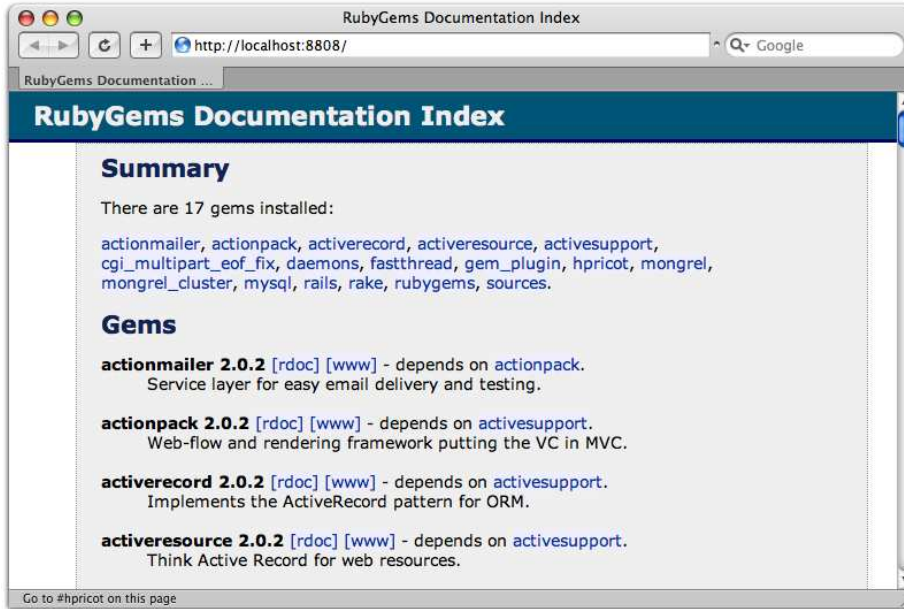 RubyGems Documentation Index
http://localhost:8808/
Google
RubyGems Documentation ...
RubyGems Documentation Index
Summary
There are 17 gems installed:
actionmailer, actionpack, activerecord, activeresource, activesupport,
cgi_multipart_eof_fix, daemons, fastthread, gem_plugin, hpricot, mongrel,
mongrel_cluster, mysql, rails, rake, rubygems, sources.
Gems
actionmailer 2.0.2 [rdoc] [www] - depends on actionpack.
Service layer for easy email delivery and testing.
actionpack 2.0.2 [rdoc] [www] - depends on activesupport.
Web-flow and rendering framework putting the VC in MVC.
activerecord 2.0.2 [rdoc] [www] - depends on activesupport.
Implements the ActiveRecord pattern for ORM.
activeresource 2.0.2 [rdoc] [www] - depends on activesupport.
Think Active Record for web resources.
Go to #hpricot on this page